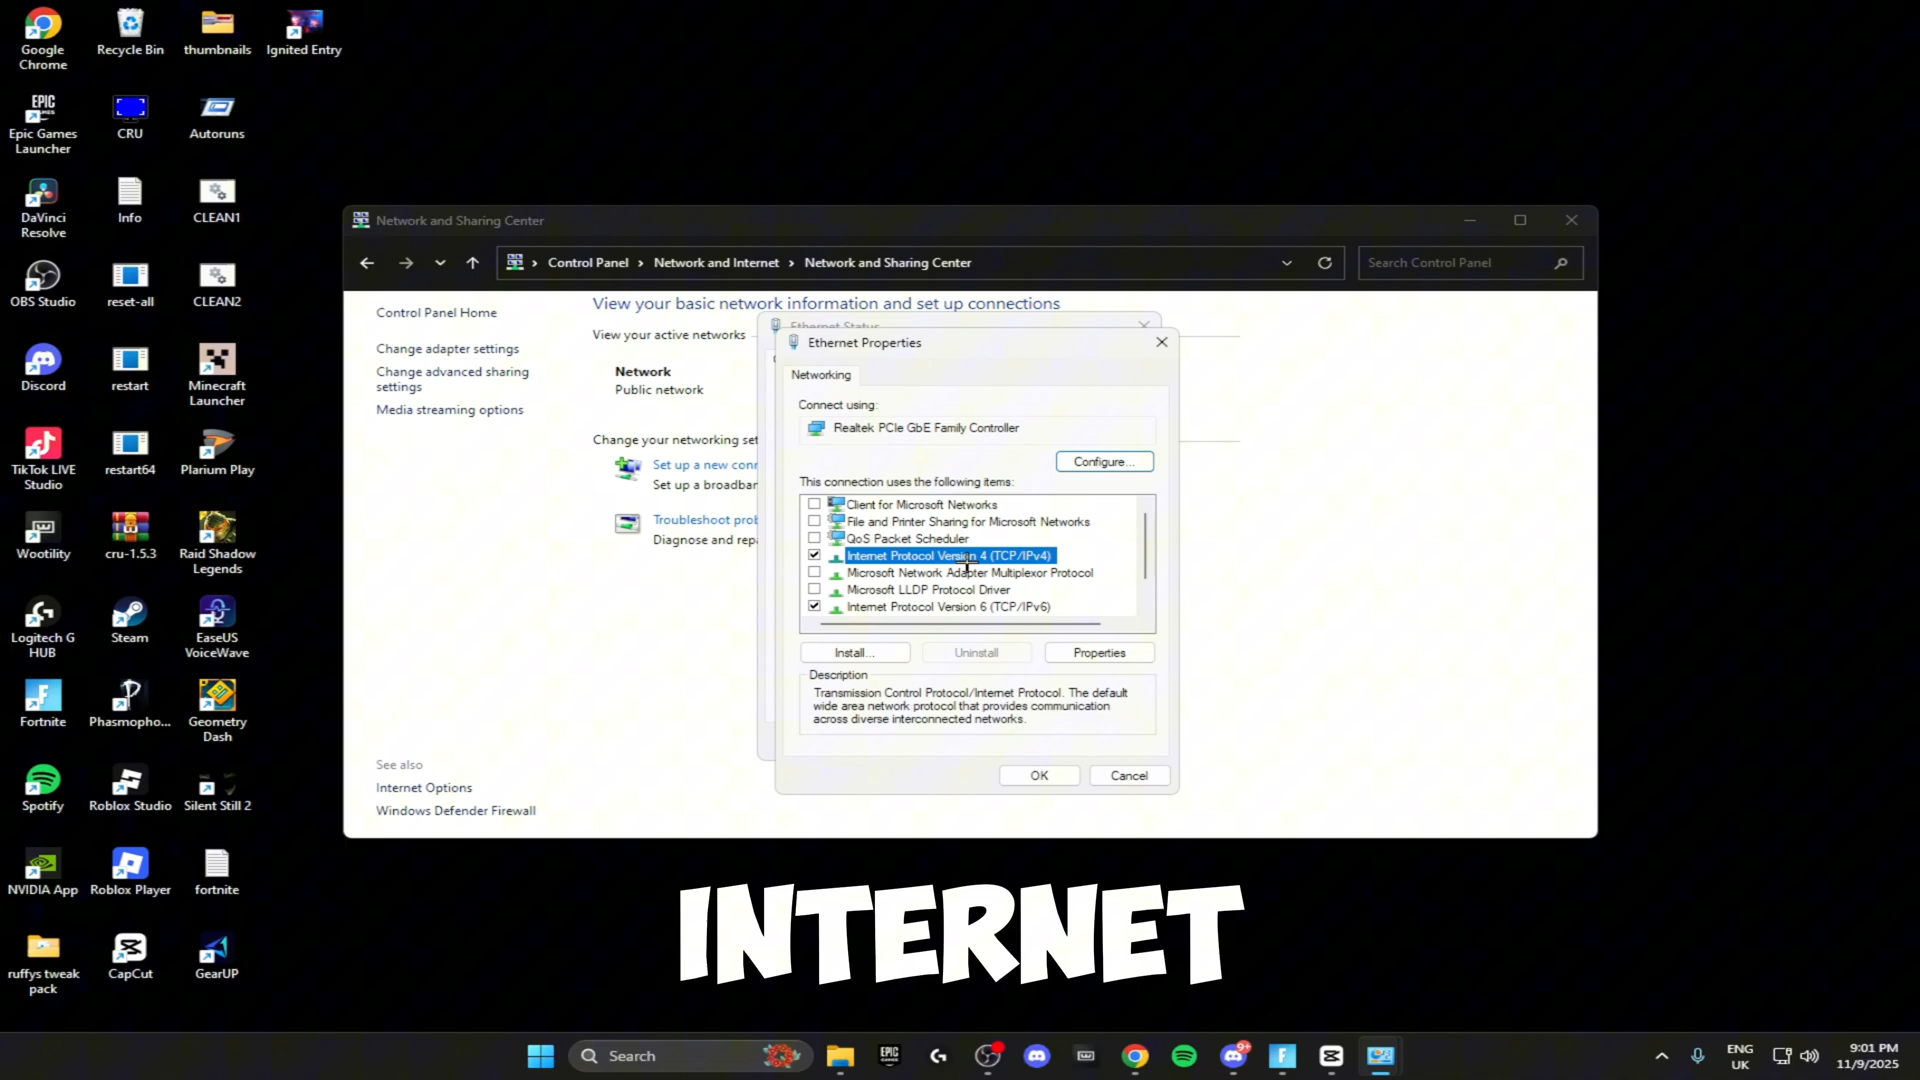 Google
Chrome
Recycle Bin
thumbnails
Ignited Entry
EPIC
GAMES
Epic Games
Launcher
CRU
Autoruns
DaVinci
Resolve
Info
CLEAN1
OBS Studio
reset-all
CLEAN2
Discord
restart
Minecraft
Launcher
TikTok LIVE
Studio
restart64
Plarium Play
Wootility
cru-1.5.3
Raid Shadow
Legends
Logitech G
HUB
Steam
EaseUS
VoiceWave
Fortnite
Phasmopho...
Geometry
Dash
Spotify
Roblox Studio
Silent Still 2
NVIDIA App
Roblox Player
fortnite
ruffys tweak
pack
CapCut
GearUP
Network and Sharing Center
Control Panel > Network and Internet > Network and Sharing Center
Search Control Panel
Control Panel Home
Change adapter settings
Change advanced sharing
settings
Media streaming options
See also
Internet Options
Windows Defender Firewall
View your basic network information and set up connections
View your active networks
Network
Public network
Change your networking set
Set up a new conn
Set up a broadban
Troubleshoot prob
Diagnose and repa
Ethernet Status
Ethernet Properties
Networking
Connect using:
Realtek PCIe GbE Family Controller
Configure...
This connection uses the following items:
Client for Microsoft Networks
File and Printer Sharing for Microsoft Networks
QoS Packet Scheduler
Internet Protocol Version 4 (TCP/IPv4)
Microsoft Network Adapter Multiplexor Protocol
Microsoft LLDP Protocol Driver
Internet Protocol Version 6 (TCP/IPv6)
Install...
Uninstall
Properties
Description
Transmission Control Protocol/Internet Protocol. The default
wide area network protocol that provides communication
across diverse interconnected networks.
OK
Cancel
INTERNET
Search
EPIC
9+
ENG
UK
9:01 PM
11/9/2025